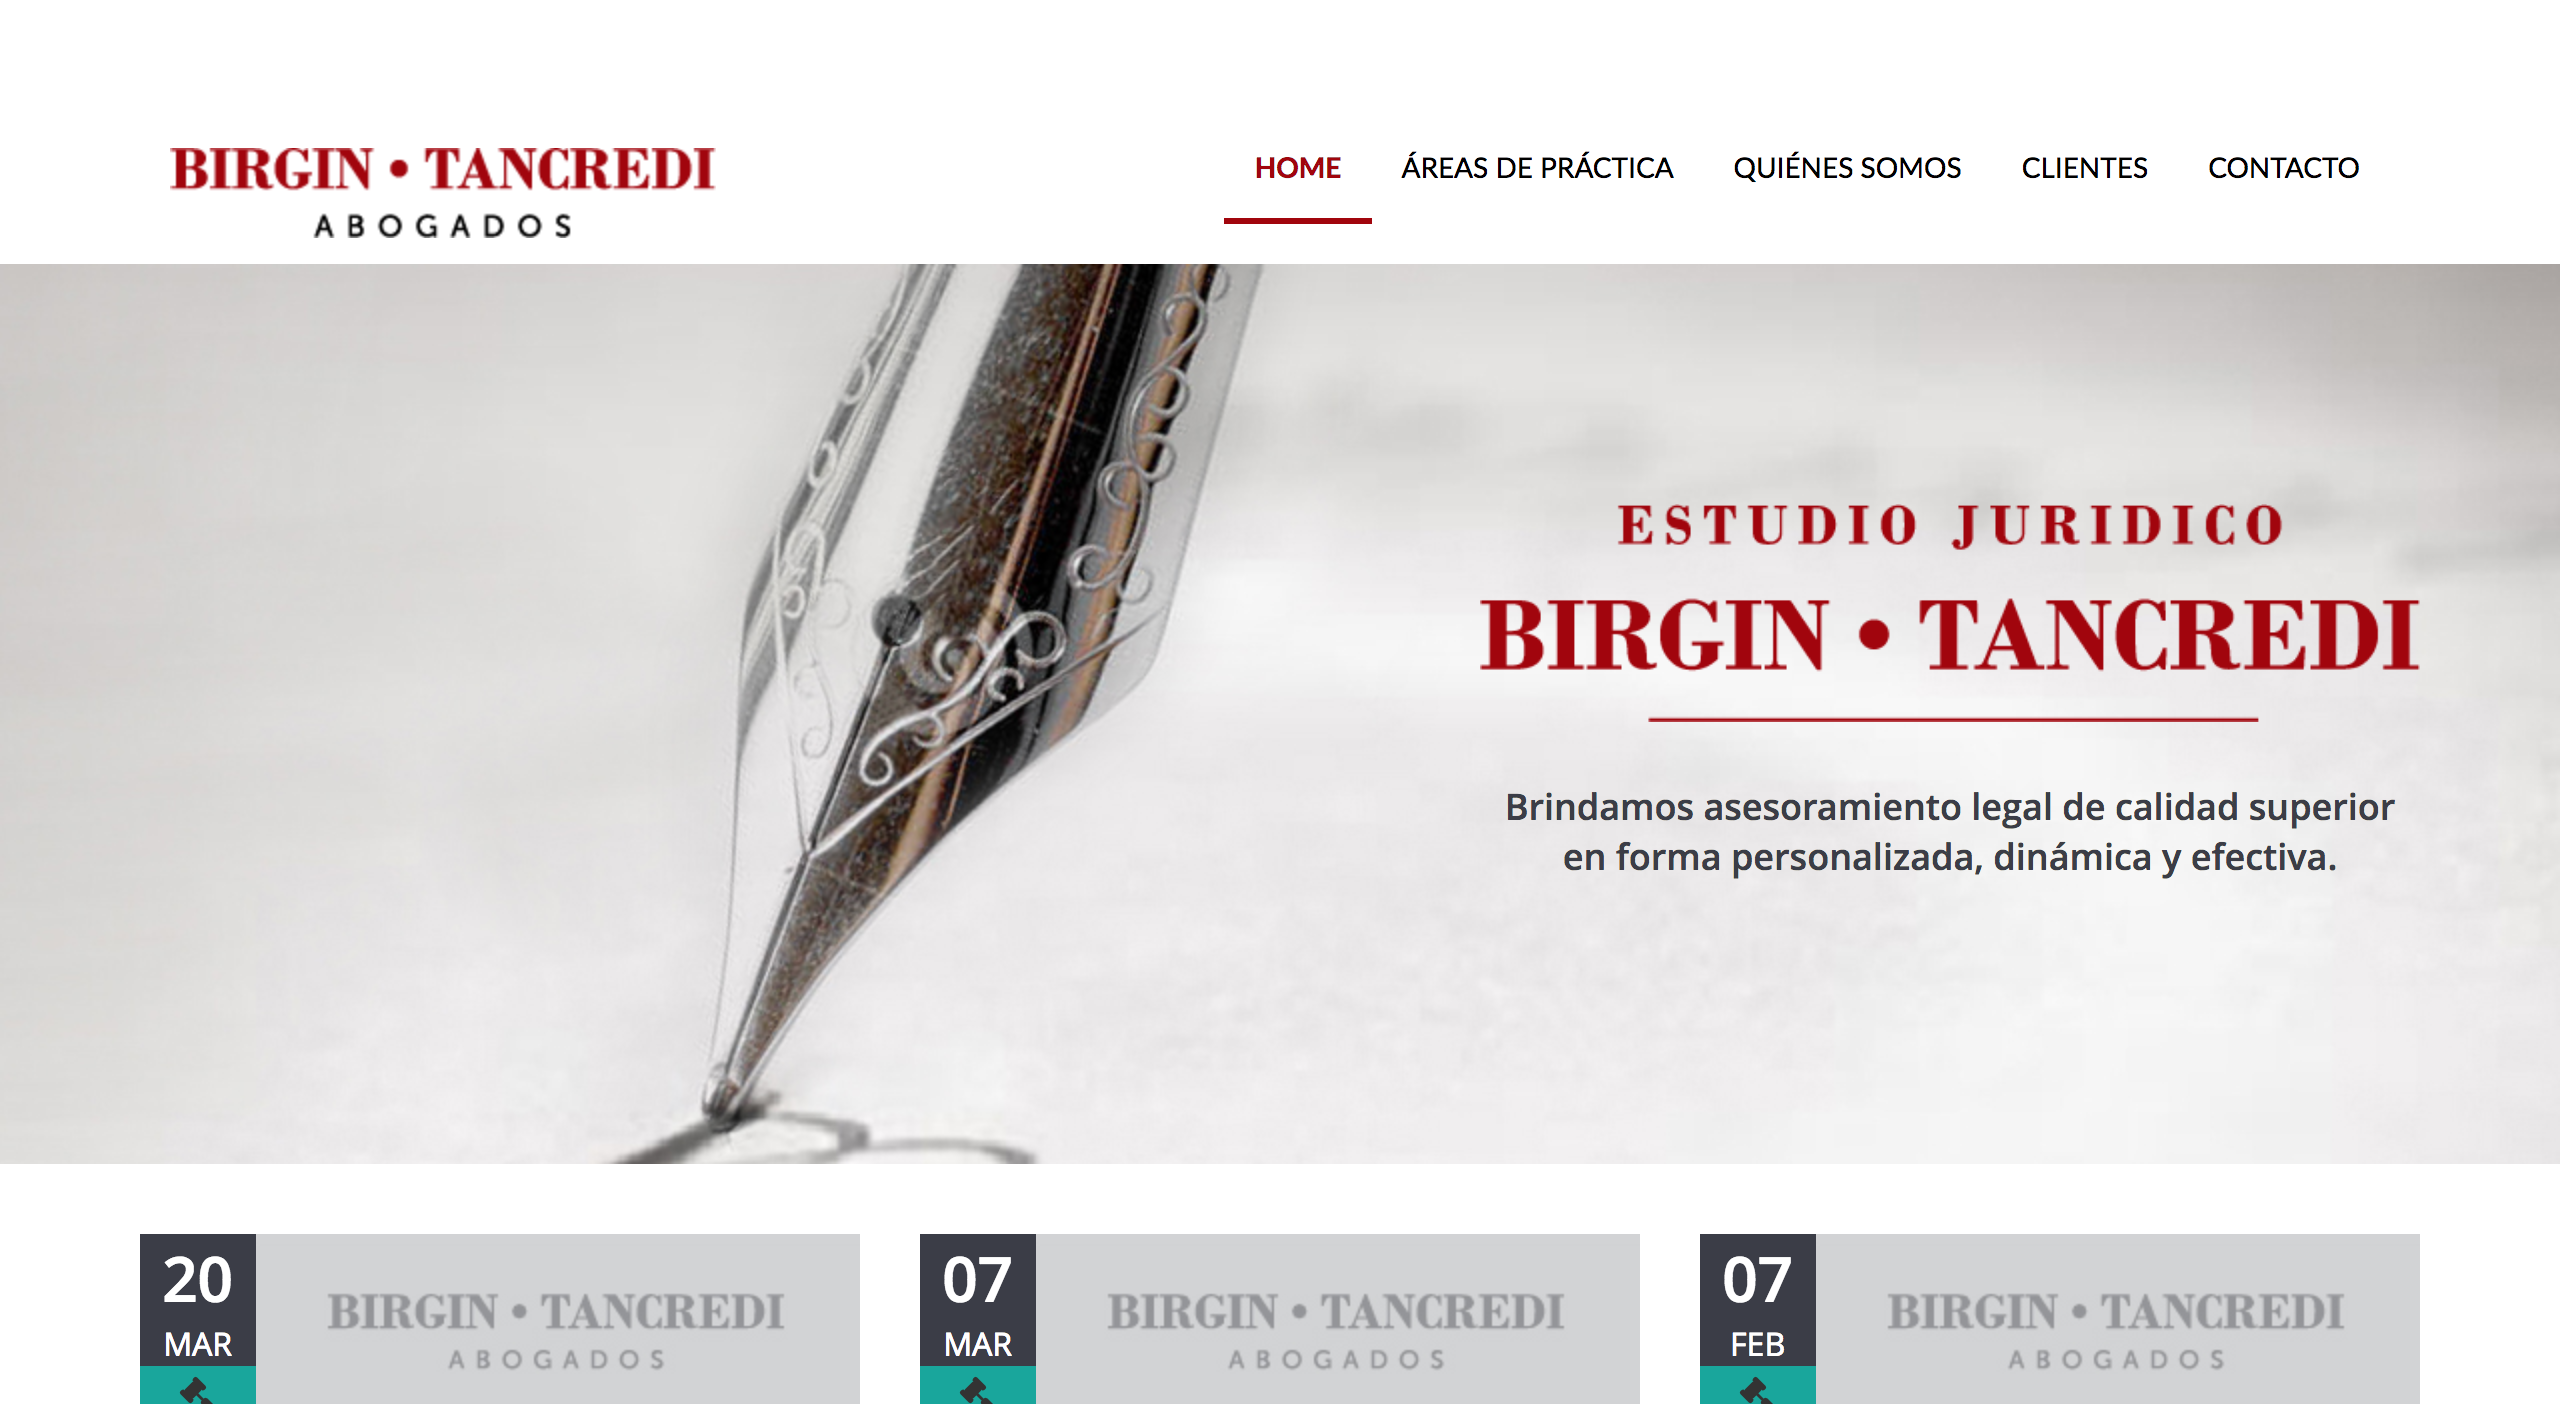 BIRGIN • TANCREDI
ABOGADOS
HOME ÁREAS DE PRÁCTICA QUIÉNES SOMOS CLIENTES CONTACTO
ESTUDIO JURIDICO
BIRGIN • TANCREDI
Brindamos asesoramiento legal de calidad superior
en forma personalizada, dinámica y efectiva.
20
MAR
BIRGIN • TANCREDI
ABOGADOS
07
MAR
BIRGIN • TANCREDI
ABOGADOS
07
FEB
BIRGIN • TANCREDI
ABOGADOS